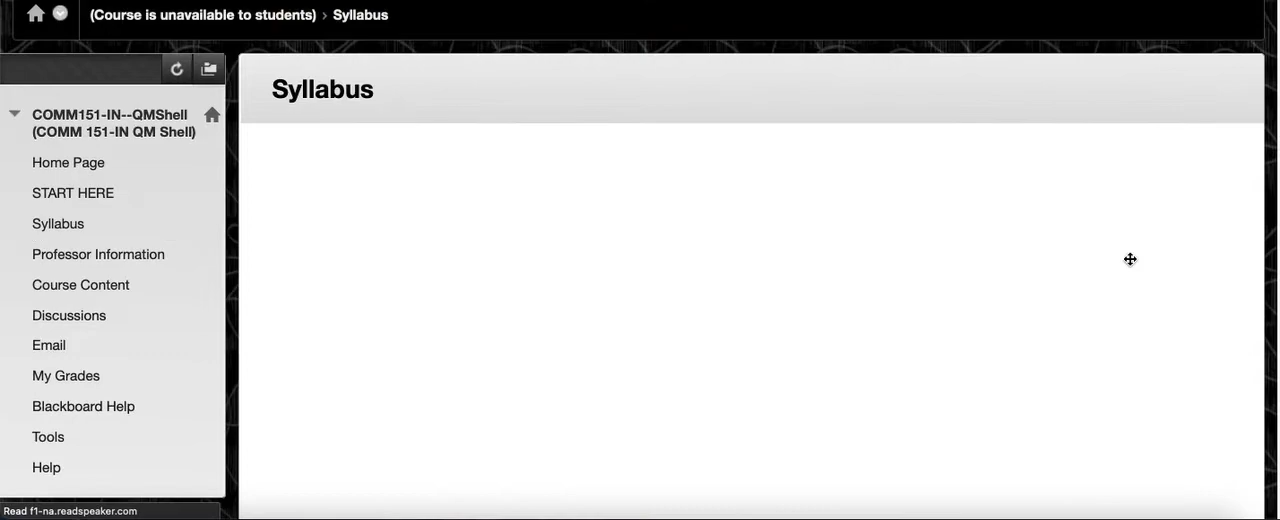 (Course is unavailable to students) › Syllabus
COMM151-IN--QMShell
(COMM 151-IN QM Shell)
Home Page
START HERE
Syllabus
Professor Information
Course Content
Discussions
Email
My Grades
Blackboard Help
Tools
Help
Syllabus
Read f1-na.readspeaker.com